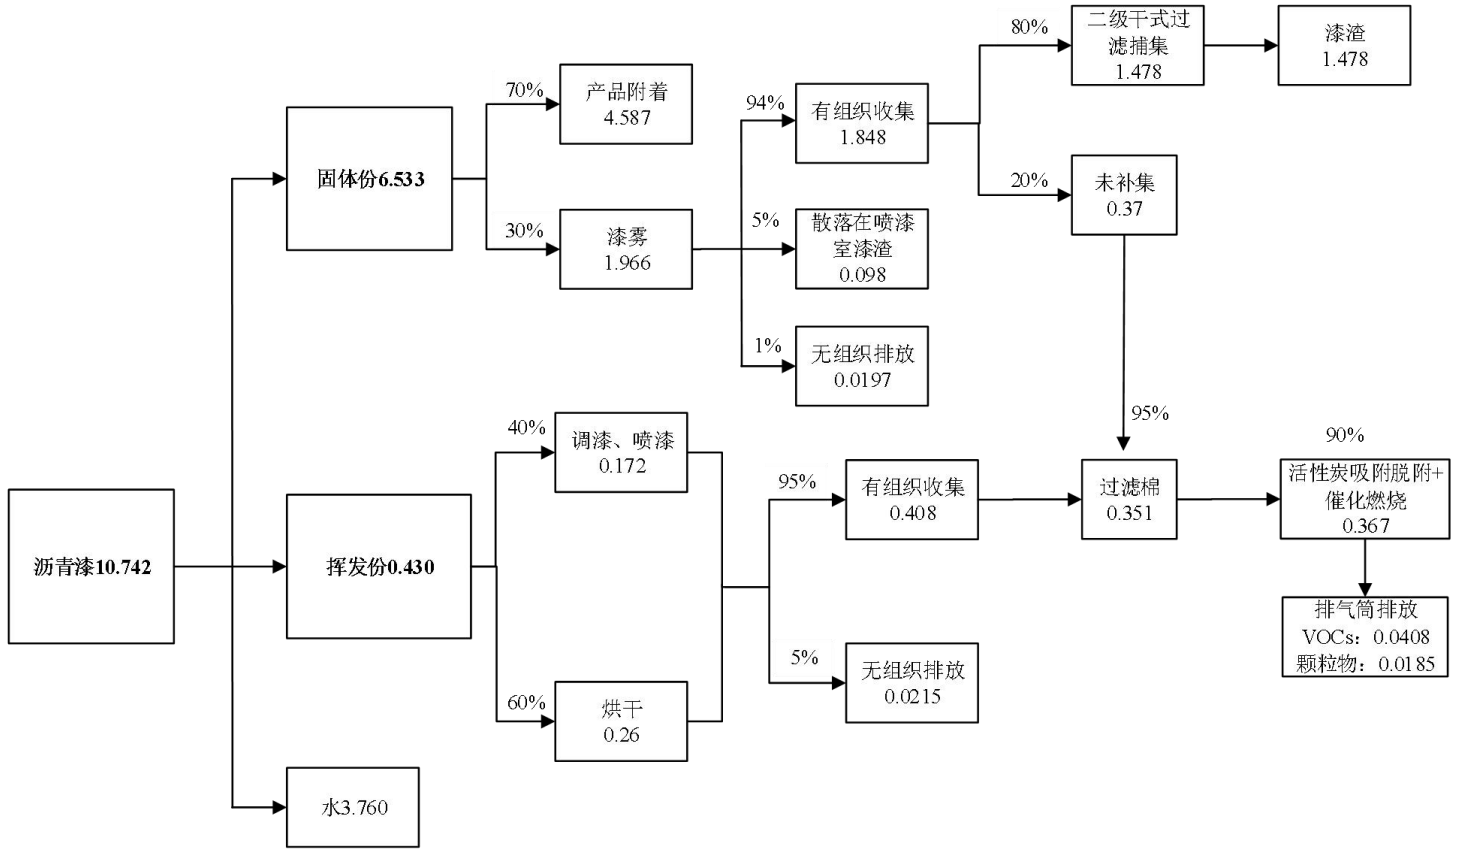 沥青漆10.742
固体份6.533
70%
产品附着
4.587
30%
漆雾
1.966
94%
有组织收集
1.848
80%
二级干式过
滤捕集
1.478
漆渣
1.478
20%
未补集
0.37
5%
散落在喷漆
室漆渣
0.098
1%
无组织排放
0.0197
95%
挥发份0.430
40%
调漆、喷漆
0.172
60%
烘干
0.26
95%
有组织收集
0.408
过滤棉
0.351
90%
活性炭吸附脱附+
催化燃烧
0.367
排气筒排放
VOCs：0.0408
颗粒物：0.0185
5%
无组织排放
0.0215
水3.760